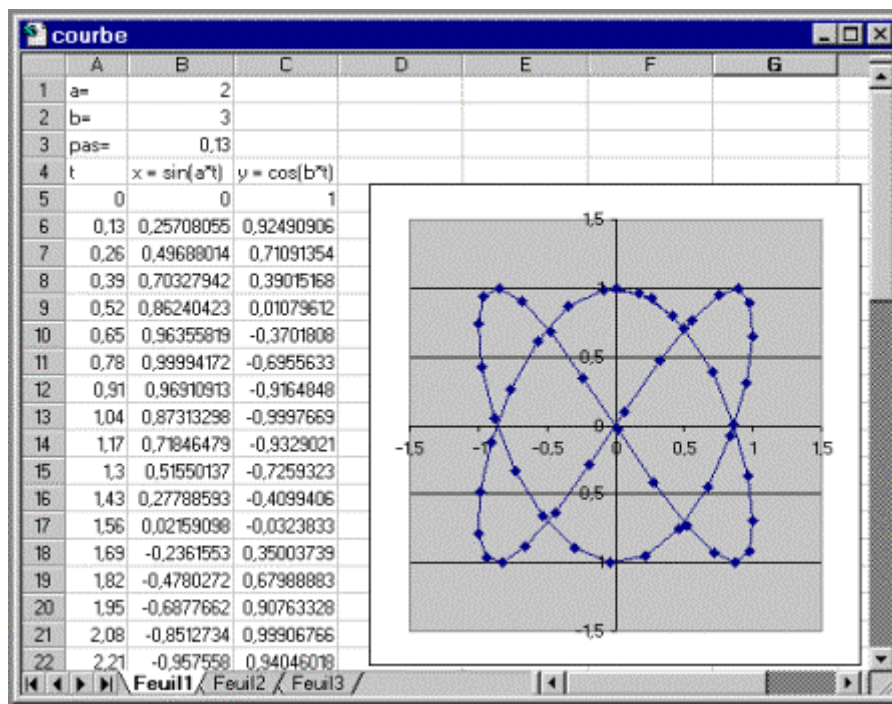 courbe
A B C D E F G
1 a= 2
2 b= 3
3 pas= 0,13
4 t x = sin(a*t) y = cos(b*t)
5 0 0 1
6 0,13 0,25708055 0,92490906
7 0,26 0,49688014 0,71091354
8 0,39 0,70327942 0,39015168
9 0,52 0,86240423 0,01079612
10 0,65 0,96355819 -0,3701808
11 0,78 0,99994172 -0,6955633
12 0,91 0,96910913 -0,9164848
13 1,04 0,87313298 -0,9997669
14 1,17 0,71846479 -0,9329021
15 1,3 0,51550137 -0,7259323
16 1,43 0,27788593 -0,4099406
17 1,56 0,02159098 -0,0323833
18 1,69 -0,2361553 0,35003739
19 1,82 -0,4780272 0,67988883
20 1,95 -0,6877662 0,90763328
21 2,08 -0,8512734 0,99906766
22 2,21 -0,957558 0,94046018
1,5
1
0,5
0
-1,5 -1 -0,5 0 0,5 1 1,5
-0,5
-1
-1,5
Feuil1 Feuil2 Feuil3